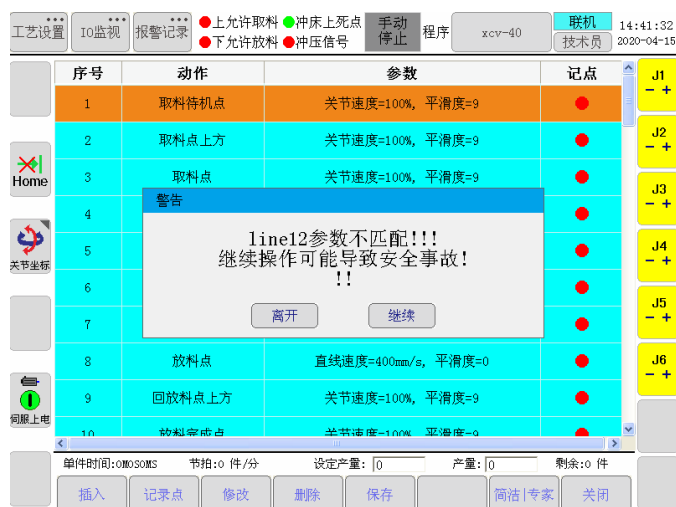 工艺设置
IO监视
报警记录
上允许取料 冲床上死点
下允许放料 冲压信号
手动
停止
程序
xcv-40
联机
技术员
14:41:32
2020-04-15
序号 动作 参数 记点
1 取料待机点 关节速度=100%, 平滑度=9
2 取料点上方 关节速度=100%, 平滑度=9
3 取料点 关节速度=100%, 平滑度=9
4
5
6
7
8 放料点 直线速度=400mm/s, 平滑度=0
9 回放料点上方 关节速度=100%, 平滑度=9
10 放料完成点 关节速度=100%, 平滑度=9
警告
line12参数不匹配!!!
继续操作可能导致安全事故!
!!
离开 继续
Home
关节坐标
伺服上电
J1
- +
J2
- +
J3
- +
J4
- +
J5
- +
J6
- +
单件时间:0M0S0MS 节拍:0 件/分 设定产量: 0 产量: 0 剩余:0 件
插入 记录点 修改 删除 保存 简洁|专家 关闭